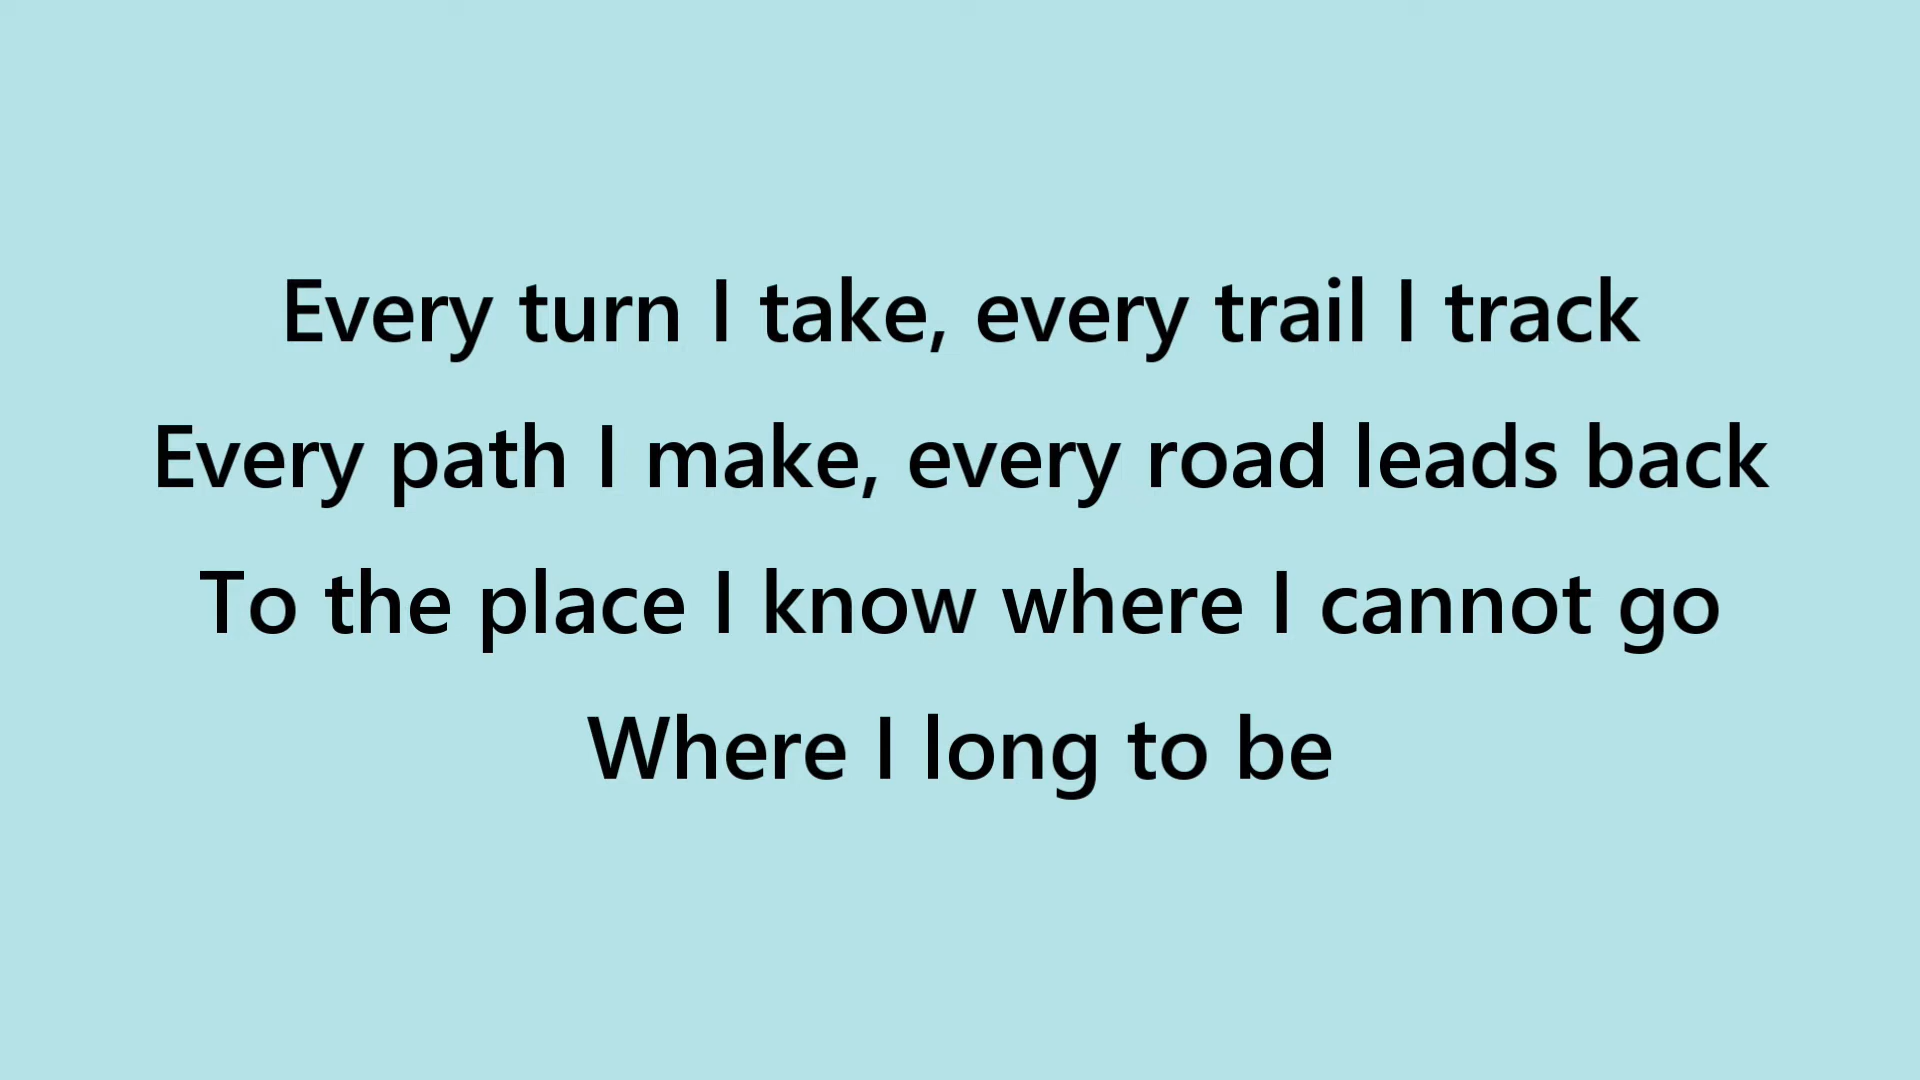 Every turn I take, every trail I track
Every path I make, every road leads back
To the place I know where I cannot go
Where I long to be